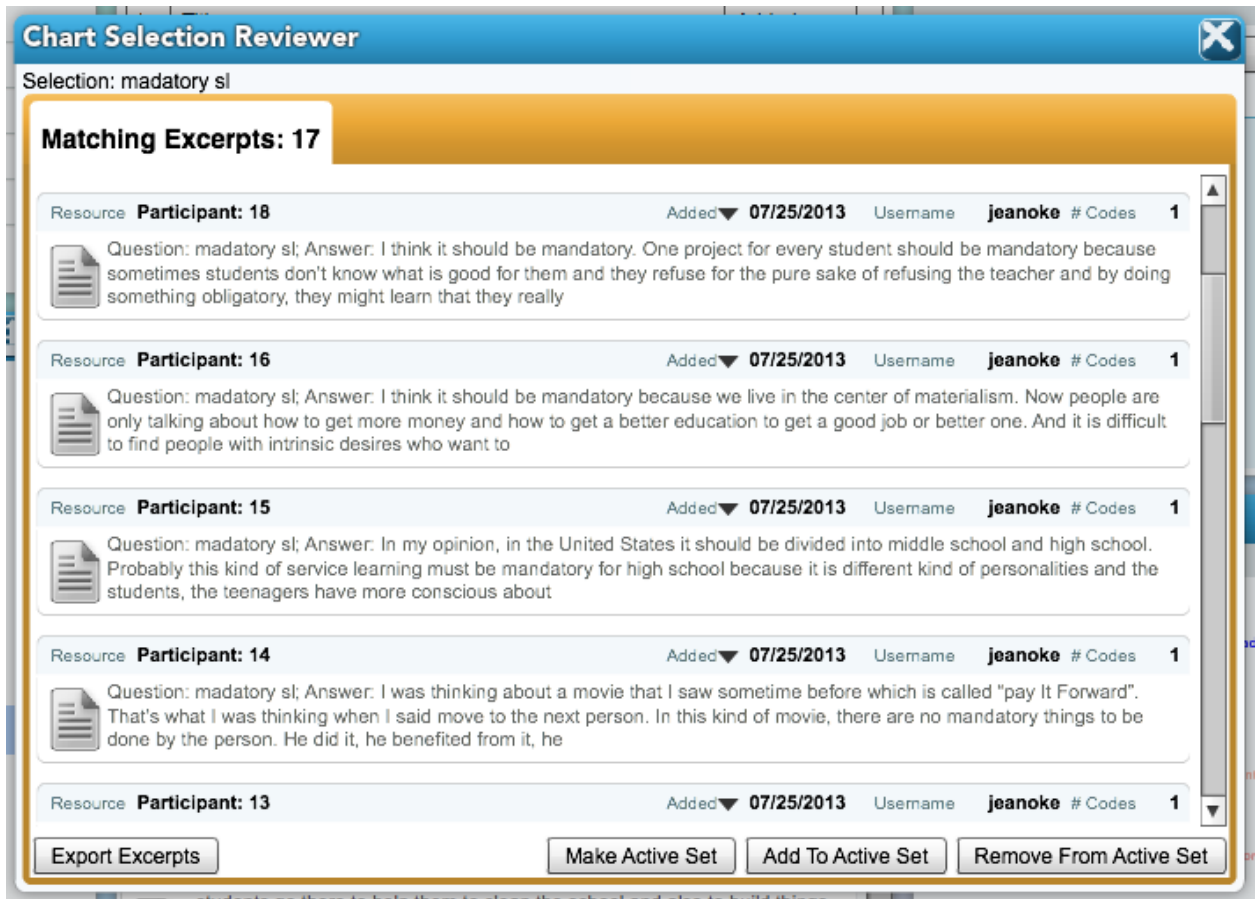 Chart Selection Reviewer
Selection: madatory sl
Matching Excerpts: 17
Resource Participant: 18 Added 07/25/2013 Username jeanoke # Codes 1
Question: madatory sl; Answer: I think it should be mandatory. One project for every student should be mandatory because
sometimes students don't know what is good for them and they refuse for the pure sake of refusing the teacher and by doing
something obligatory, they might learn that they really
Resource Participant: 16 Added 07/25/2013 Username jeanoke # Codes 1
Question: madatory sl; Answer: I think it should be mandatory because we live in the center of materialism. Now people are
only talking about how to get more money and how to get a better education to get a good job or better one. And it is difficult
to find people with intrinsic desires who want to
Resource Participant: 15 Added 07/25/2013 Username jeanoke # Codes 1
Question: madatory sl; Answer: In my opinion, in the United States it should be divided into middle school and high school.
Probably this kind of service learning must be mandatory for high school because it is different kind of personalities and the
students, the teenagers have more conscious about
Resource Participant: 14 Added 07/25/2013 Username jeanoke # Codes 1
Question: madatory sl; Answer: I was thinking about a movie that I saw sometime before which is called “pay It Forward”.
That’s what I was thinking when I said move to the next person. In this kind of movie, there are no mandatory things to be
done by the person. He did it, he benefited from it, he
Resource Participant: 13 Added 07/25/2013 Username jeanoke # Codes 1
Export Excerpts Make Active Set Add To Active Set Remove From Active Set